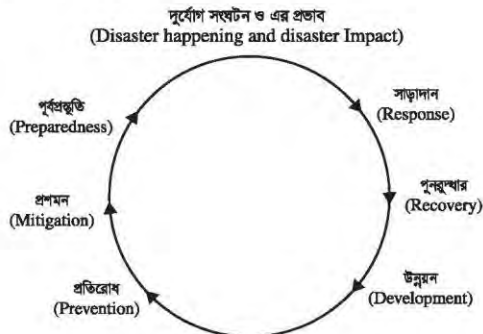 দুর্যোগ সংঘটন ও এর প্রভাব
(Disaster happening and disaster Impact)
সাড়াদান
(Response)
পুনরুদ্ধার
(Recovery)
উন্নয়ন
(Development)
প্রতিরোধ
(Prevention)
প্রশমন
(Mitigation)
পূর্বপ্রস্তুতি
(Preparedness)